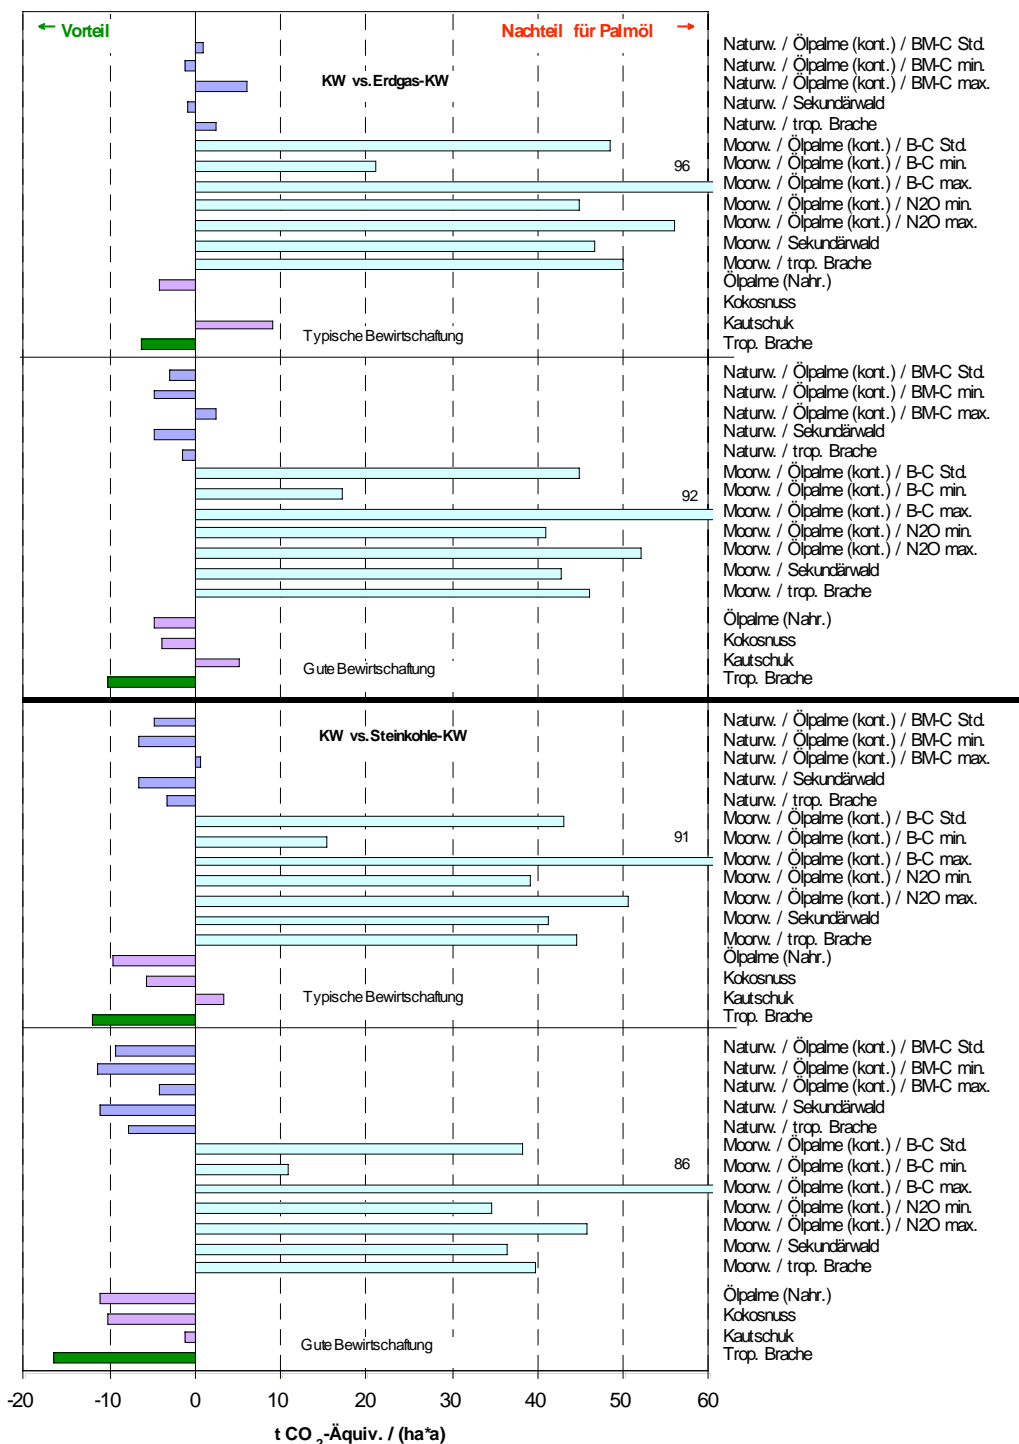 ← Vorteil
Nachteil für Palmöl →
KW vs. Erdgas-KW
Naturw. / Ölpalme (kont.) / BM-C Std.
Naturw. / Ölpalme (kont.) / BM-C min.
Naturw. / Ölpalme (kont.) / BM-C max.
Naturw. / Sekundärwald
Naturw. / trop. Brache
Moorw. / Ölpalme (kont.) / B-C Std.
Moorw. / Ölpalme (kont.) / B-C min.
96
Moorw. / Ölpalme (kont.) / B-C max.
Moorw. / Ölpalme (kont.) / N2O min.
Moorw. / Ölpalme (kont.) / N2O max.
Moorw. / Sekundärwald
Moorw. / trop. Brache
Ölpalme (Nahr.)
Kokosnuss
Kautschuk
Typische Bewirtschaftung
Trop. Brache
Naturw. / Ölpalme (kont.) / BM-C Std.
Naturw. / Ölpalme (kont.) / BM-C min.
Naturw. / Ölpalme (kont.) / BM-C max.
Naturw. / Sekundärwald
Naturw. / trop. Brache
Moorw. / Ölpalme (kont.) / B-C Std.
Moorw. / Ölpalme (kont.) / B-C min.
92
Moorw. / Ölpalme (kont.) / B-C max.
Moorw. / Ölpalme (kont.) / N2O min.
Moorw. / Ölpalme (kont.) / N2O max.
Moorw. / Sekundärwald
Moorw. / trop. Brache
Ölpalme (Nahr.)
Kokosnuss
Kautschuk
Gute Bewirtschaftung
Trop. Brache
KW vs. Steinkohle-KW
Naturw. / Ölpalme (kont.) / BM-C Std.
Naturw. / Ölpalme (kont.) / BM-C min.
Naturw. / Ölpalme (kont.) / BM-C max.
Naturw. / Sekundärwald
Naturw. / trop. Brache
Moorw. / Ölpalme (kont.) / B-C Std.
Moorw. / Ölpalme (kont.) / B-C min.
91
Moorw. / Ölpalme (kont.) / B-C max.
Moorw. / Ölpalme (kont.) / N2O min.
Moorw. / Ölpalme (kont.) / N2O max.
Moorw. / Sekundärwald
Moorw. / trop. Brache
Ölpalme (Nahr.)
Kokosnuss
Kautschuk
Typische Bewirtschaftung
Trop. Brache
Naturw. / Ölpalme (kont.) / BM-C Std.
Naturw. / Ölpalme (kont.) / BM-C min.
Naturw. / Ölpalme (kont.) / BM-C max.
Naturw. / Sekundärwald
Naturw. / trop. Brache
Moorw. / Ölpalme (kont.) / B-C Std.
Moorw. / Ölpalme (kont.) / B-C min.
86
Moorw. / Ölpalme (kont.) / B-C max.
Moorw. / Ölpalme (kont.) / N2O min.
Moorw. / Ölpalme (kont.) / N2O max.
Moorw. / Sekundärwald
Moorw. / trop. Brache
Ölpalme (Nahr.)
Kokosnuss
Kautschuk
Gute Bewirtschaftung
Trop. Brache
-20 -10 0 10 20 30 40 50 60
t CO₂-Äquiv. / (ha*a)